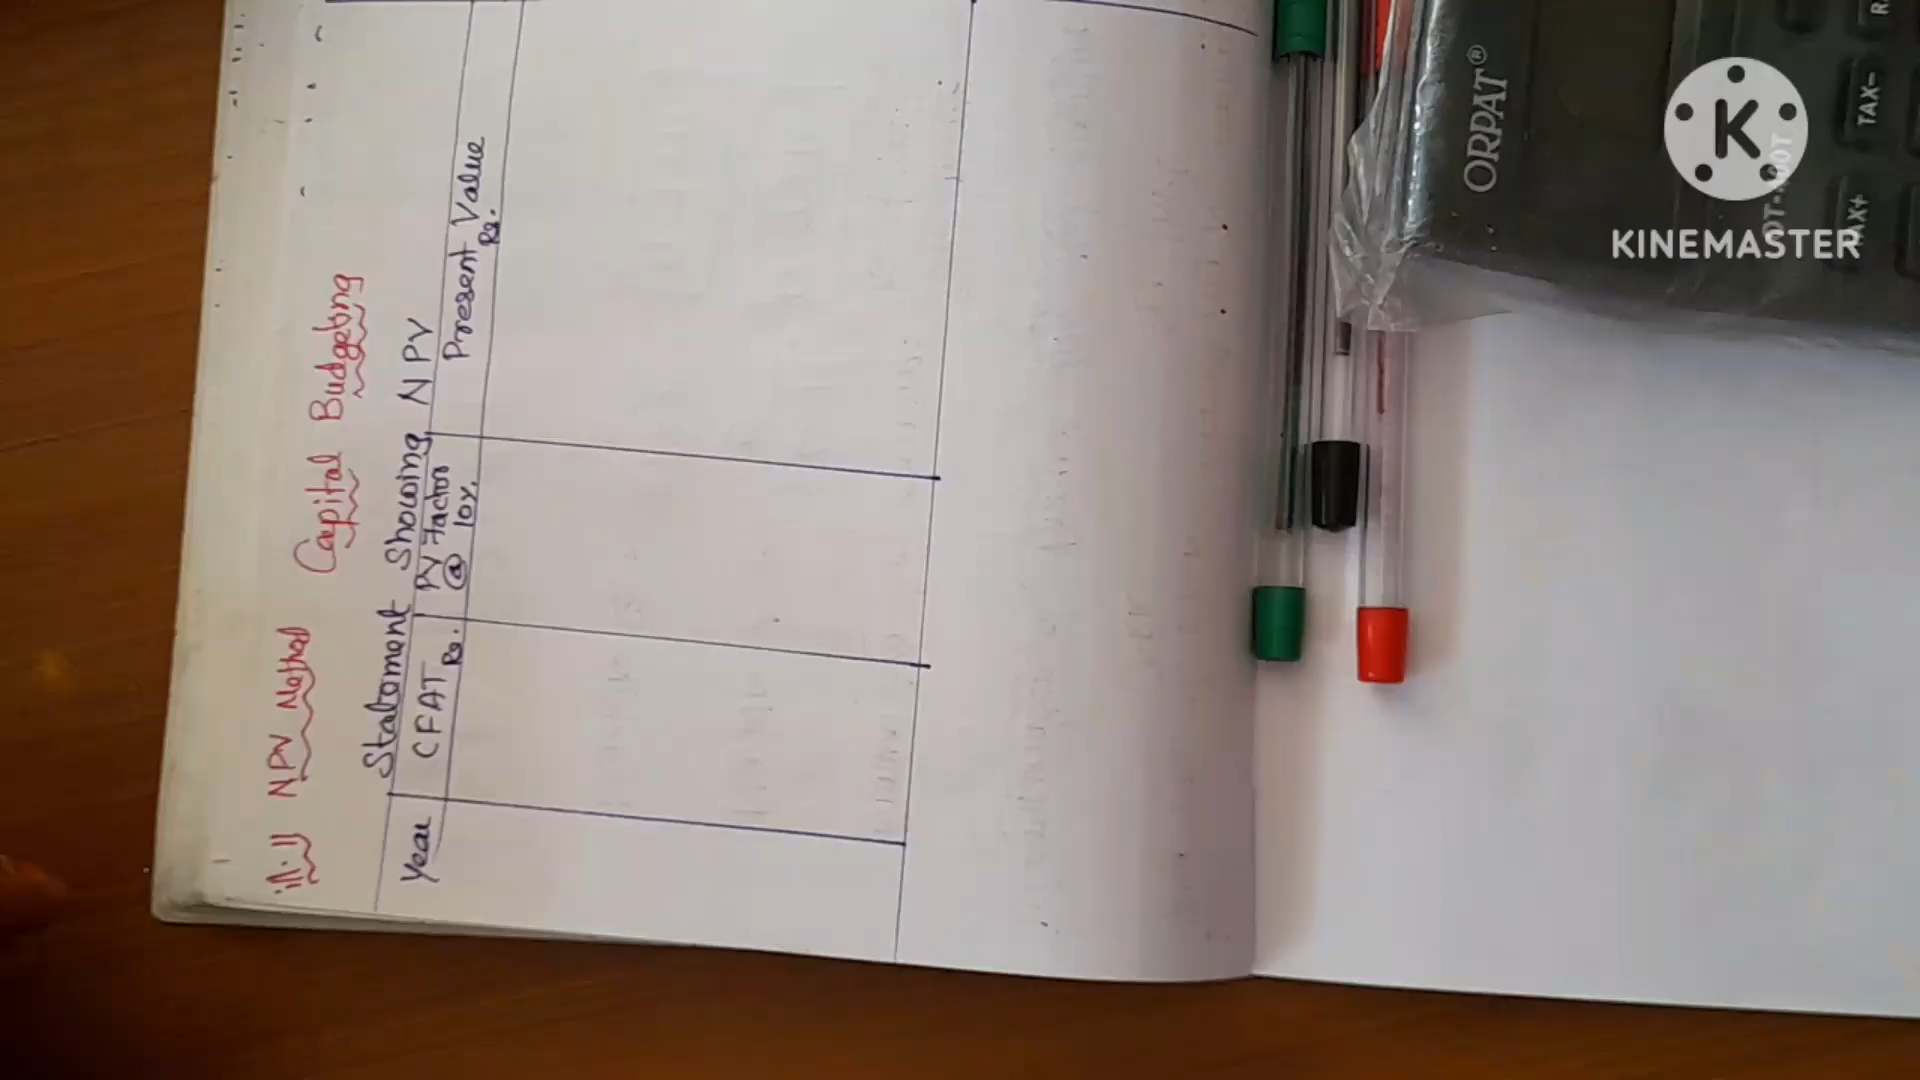 Capital Budgeting
NPV Method
Statement Showing NPV
Year
CFAT
Rs.
PV Factor
@ 10%
Present Value
Rs.
ORPAT®
TAX-
TAX+
K
KINEMASTER